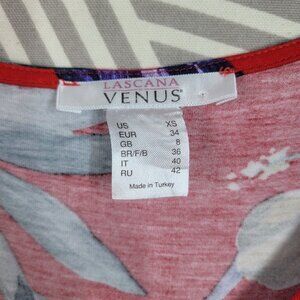 LASCANA
VENUS®
US XS
EUR 34
GB 8
BR/F/B 36
IT 40
RU 42
Made in Turkey